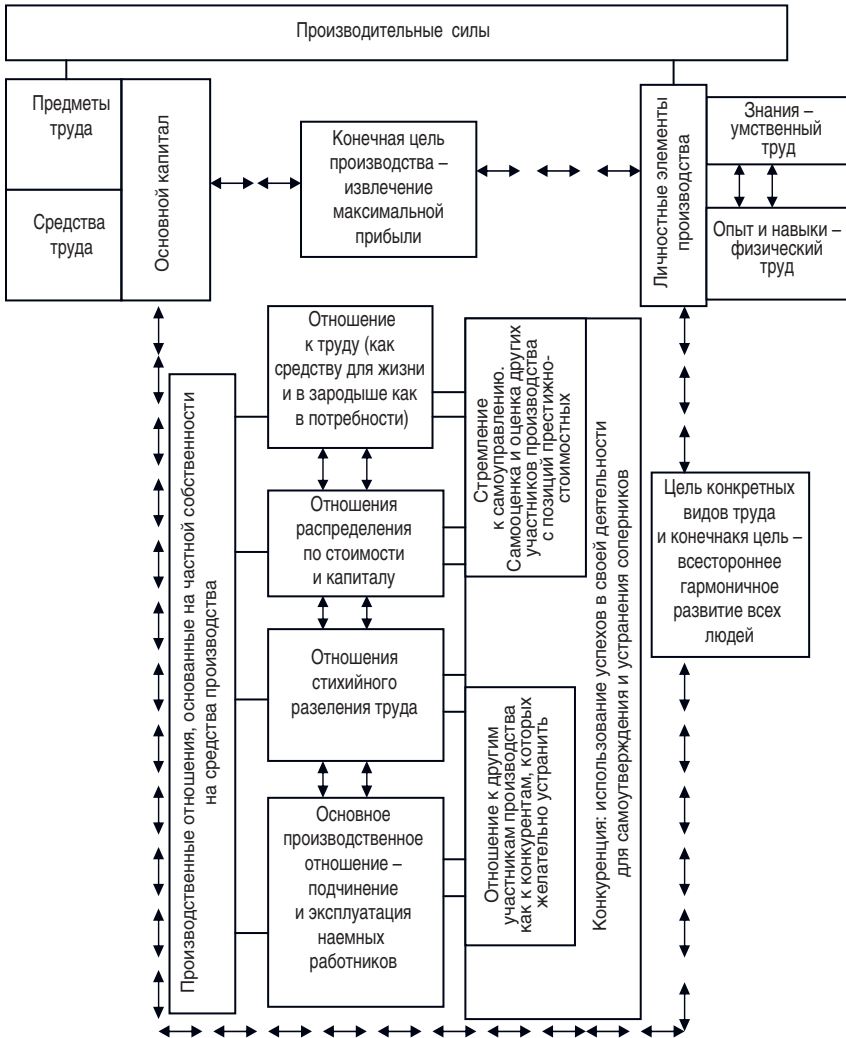 Производительные силы
Предметы
труда
Средства
труда
Основной капитал
Конечная цель
производства –
извлечение
максимальной
прибыли
Личностные элементы
производства
Знания –
умственный
труд
Опыт и навыки –
физический
труд
Производственные отношения, основанные на частной собственности
на средства производства
Отношение
к труду (как
средству для жизни
и в зародыше как
в потребности)
Отношения
распределения
по стоимости
и капиталу
Отношения
стихийного
разеления труда
Основное
производственное
отношение –
подчинение
и эксплуатация
наемных
работников
Стремление
к самоуправлению.
Самооценка и оценка других
участников производства
с позиций престижно-
стоимостных
Отношение к другим
участникам производства
как к конкурентам, которых
желательно устранить
Конкуренция: использование успехов в своей деятельности
для самоутверждения и устранения соперников
Цель конкретных
видов труда
и конечнакя цель –
всестороннее
гармоничное
развитие всех
людей